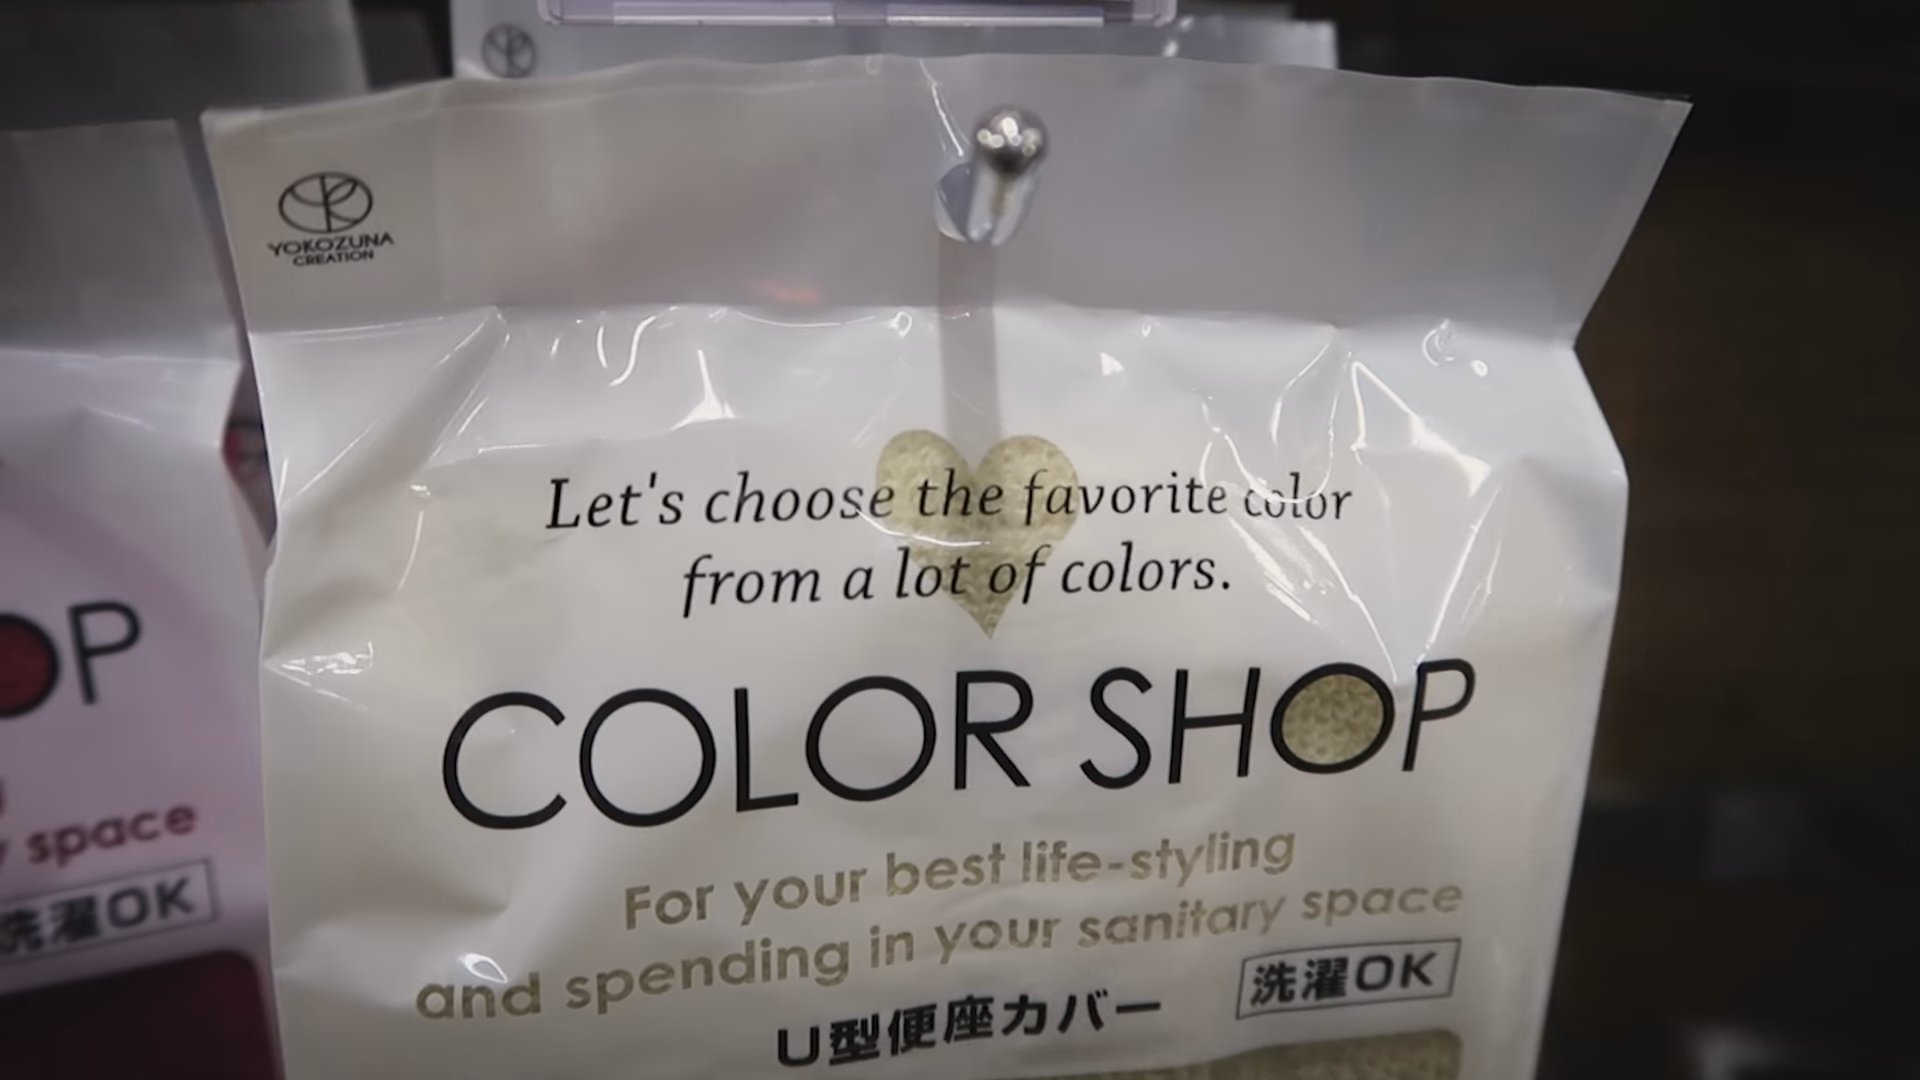 YOKOZUNA
CREATION
Let's choose the favorite color
from a lot of colors.
COLOR SHOP
For your best life-styling
and spending in your sanitary space
洗濯OK
U型便座カバー
OP
space
洗濯OK